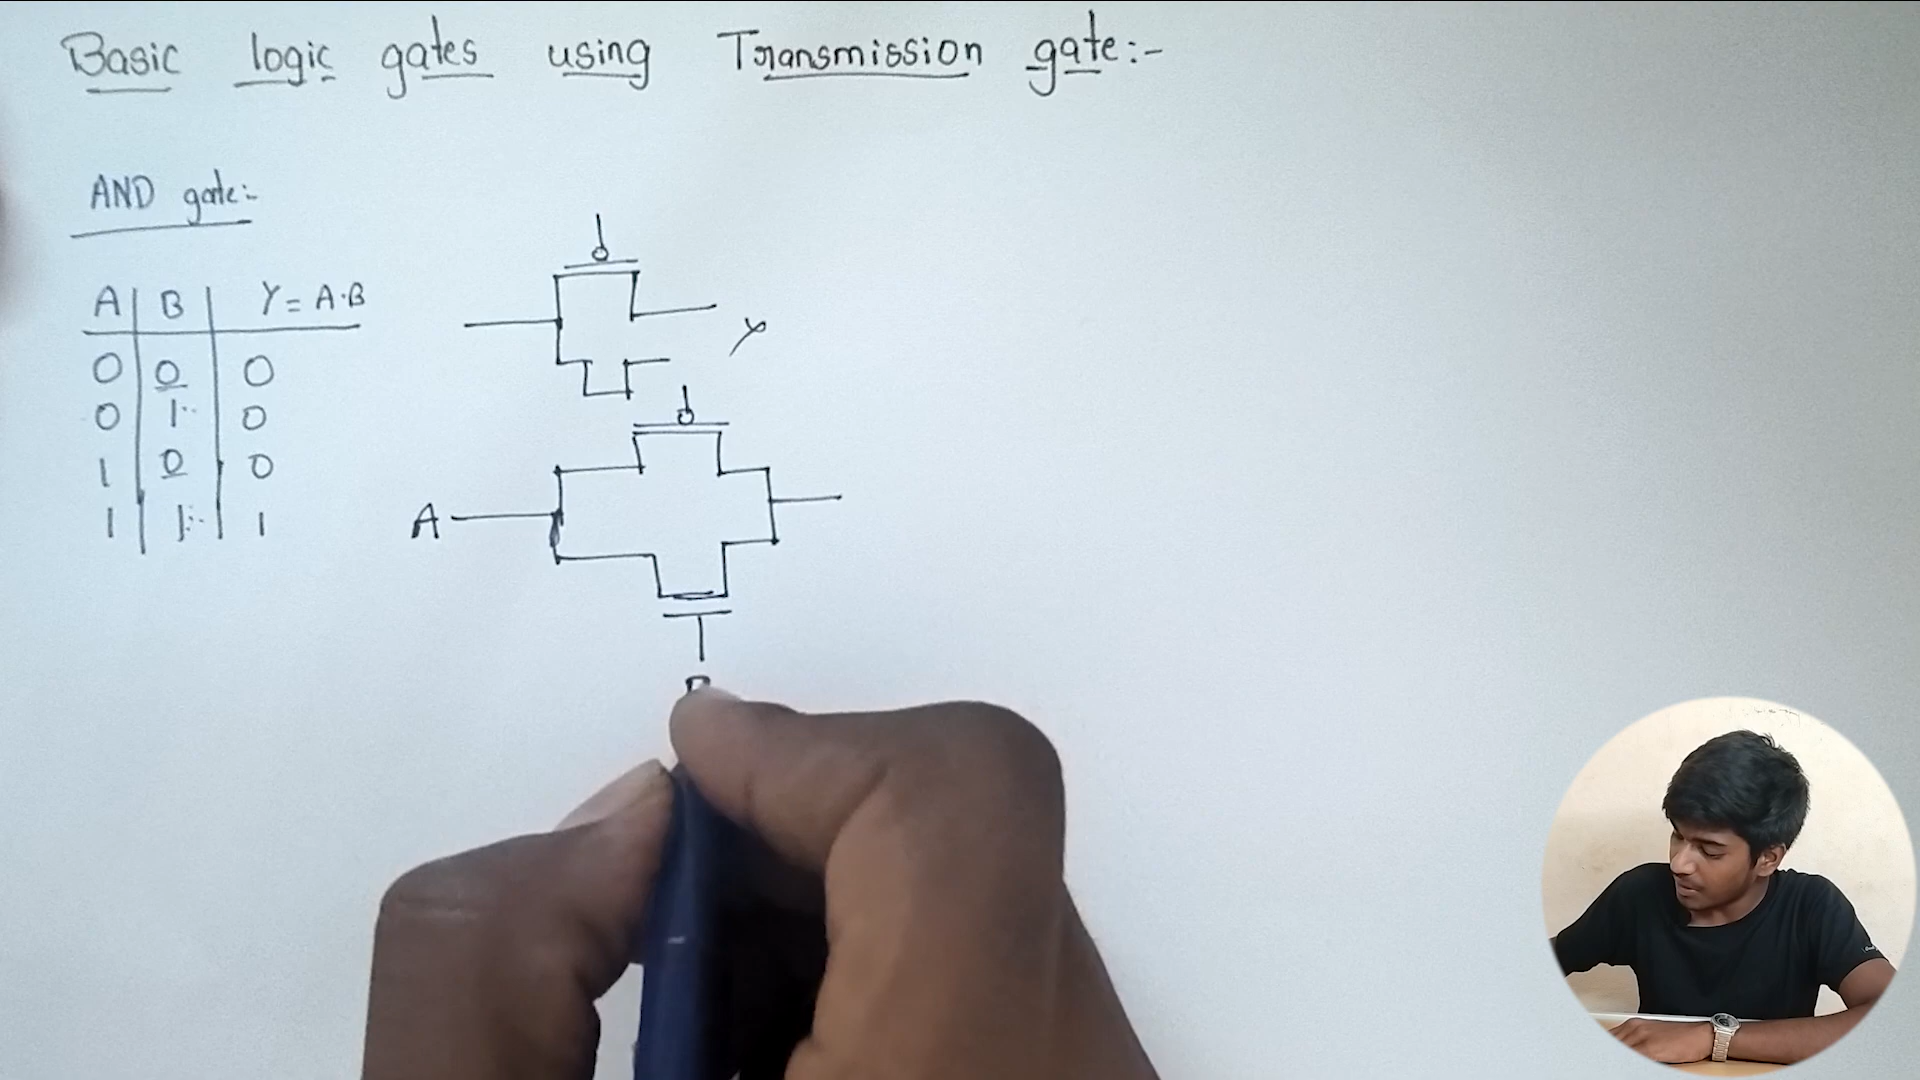 Basic logic gates using Transmission gate:-
AND gate:-
A B Y = A·B
0 0 0
0 1 0
1 0 0
1 1 1
Y
A